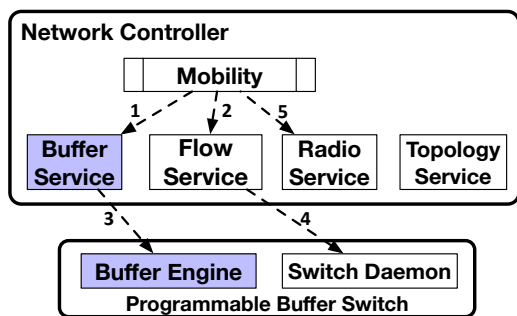 Network Controller
Mobility
1
2
5
Buffer
Service
Flow
Service
Radio
Service
Topology
Service
3
4
Buffer Engine
Switch Daemon
Programmable Buffer Switch